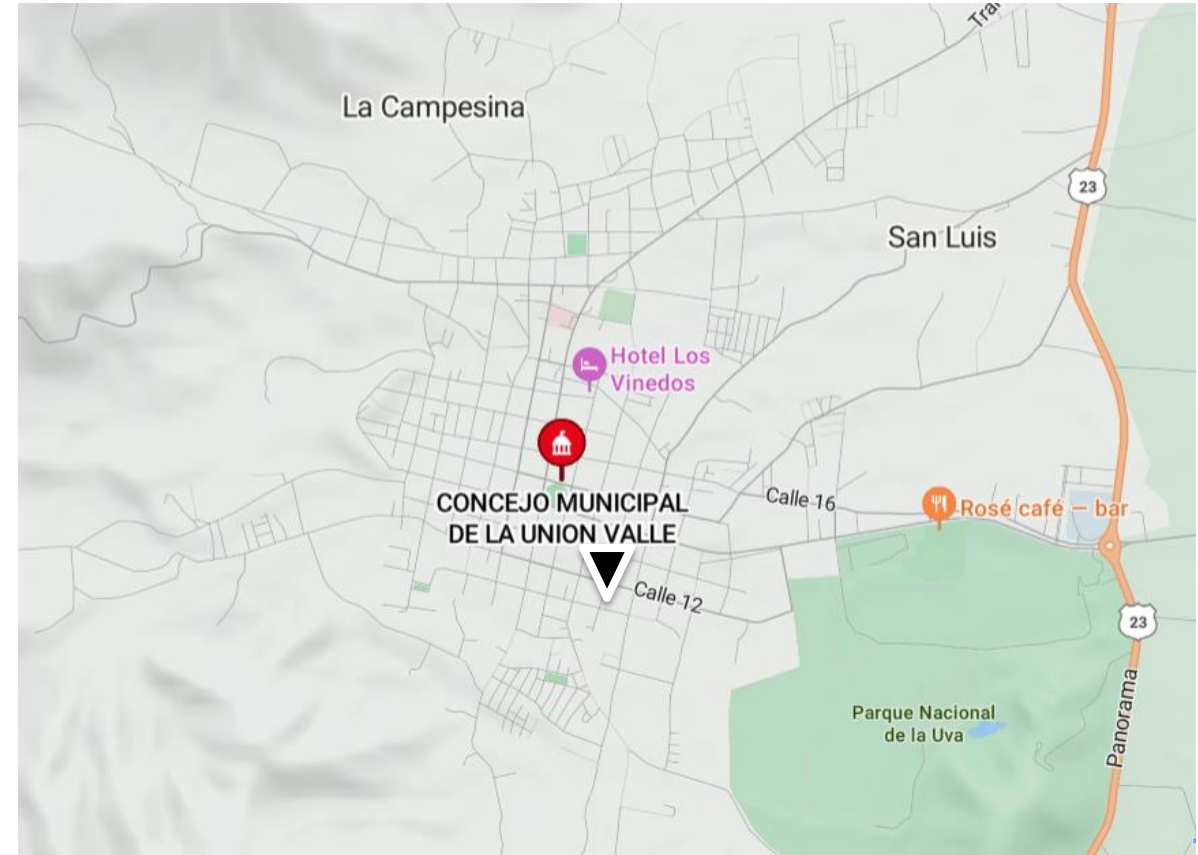 La Campesina
23
San Luis
Hotel Los
Vinedos
CONCEJO MUNICIPAL
DE LA UNION VALLE
Calle 16
Rosé café – bar
Calle 12
23
Parque Nacional
de la Uva
Panorama